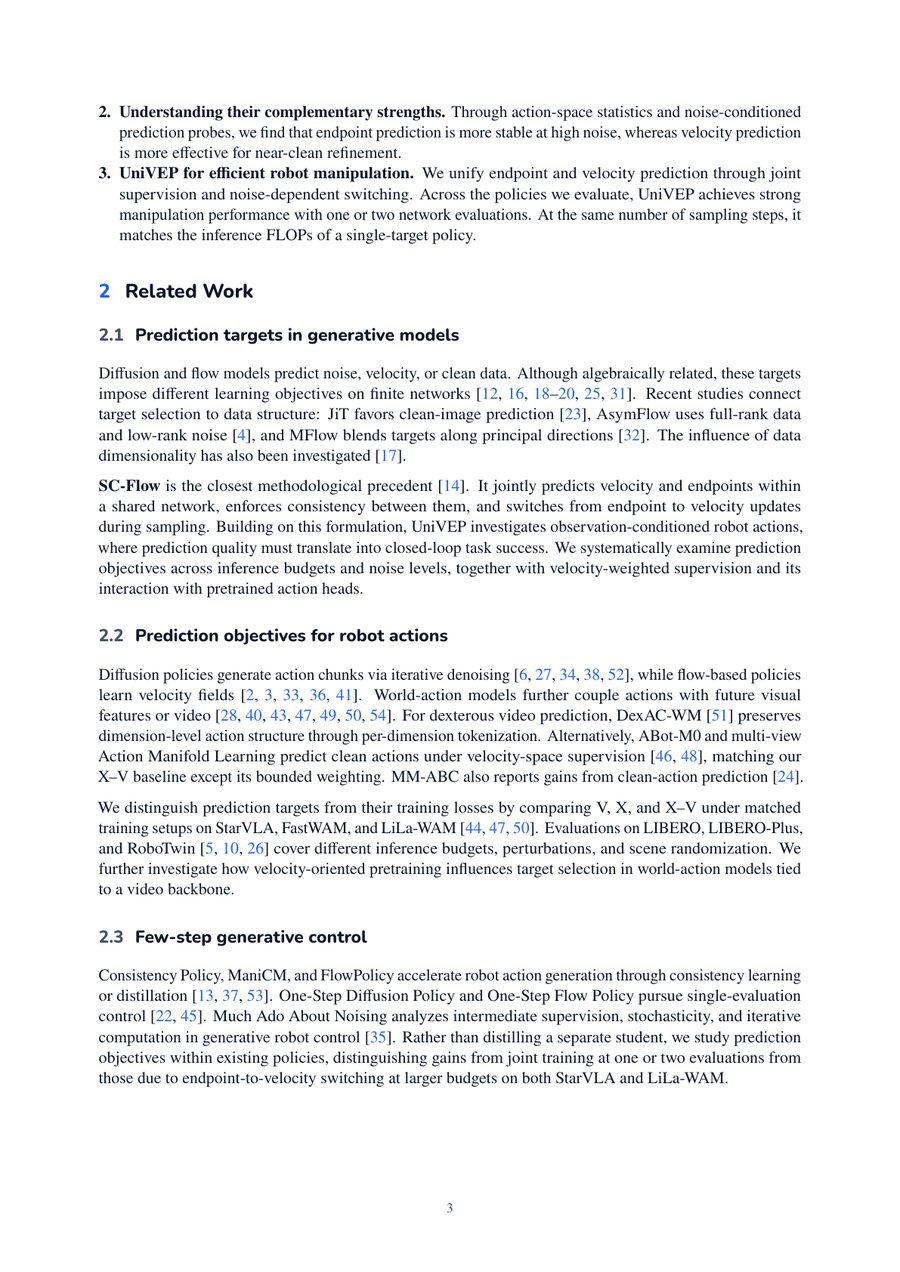 2. Understanding their complementary strengths. Through action-space statistics and noise-conditioned
prediction probes, we find that endpoint prediction is more stable at high noise, whereas velocity prediction
is more effective for near-clean refinement.
3. UniVEP for efficient robot manipulation. We unify endpoint and velocity prediction through joint
supervision and noise-dependent switching. Across the policies we evaluate, UniVEP achieves strong
manipulation performance with one or two network evaluations. At the same number of sampling steps, it
matches the inference FLOPs of a single-target policy.
2 Related Work
2.1 Prediction targets in generative models
Diffusion and flow models predict noise, velocity, or clean data. Although algebraically related, these targets
impose different learning objectives on finite networks [12, 16, 18–20, 25, 31]. Recent studies connect
target selection to data structure: JiT favors clean-image prediction [23], AsymFlow uses full-rank data
and low-rank noise [4], and MFlow blends targets along principal directions [32]. The influence of data
dimensionality has also been investigated [17].
SC-Flow is the closest methodological precedent [14]. It jointly predicts velocity and endpoints within
a shared network, enforces consistency between them, and switches from endpoint to velocity updates
during sampling. Building on this formulation, UniVEP investigates observation-conditioned robot actions,
where prediction quality must translate into closed-loop task success. We systematically examine prediction
objectives across inference budgets and noise levels, together with velocity-weighted supervision and its
interaction with pretrained action heads.
2.2 Prediction objectives for robot actions
Diffusion policies generate action chunks via iterative denoising [6, 27, 34, 38, 52], while flow-based policies
learn velocity fields [2, 3, 33, 36, 41]. World-action models further couple actions with future visual
features or video [28, 40, 43, 47, 49, 50, 54]. For dexterous video prediction, DexAC-WM [51] preserves
dimension-level action structure through per-dimension tokenization. Alternatively, ABot-M0 and multi-view
Action Manifold Learning predict clean actions under velocity-space supervision [46, 48], matching our
X–V baseline except its bounded weighting. MM-ABC also reports gains from clean-action prediction [24].
We distinguish prediction targets from their training losses by comparing V, X, and X–V under matched
training setups on StarVLA, FastWAM, and LiLa-WAM [44, 47, 50]. Evaluations on LIBERO, LIBERO-Plus,
and RoboTwin [5, 10, 26] cover different inference budgets, perturbations, and scene randomization. We
further investigate how velocity-oriented pretraining influences target selection in world-action models tied
to a video backbone.
2.3 Few-step generative control
Consistency Policy, ManiCM, and FlowPolicy accelerate robot action generation through consistency learning
or distillation [13, 37, 53]. One-Step Diffusion Policy and One-Step Flow Policy pursue single-evaluation
control [22, 45]. Much Ado About Noising analyzes intermediate supervision, stochasticity, and iterative
computation in generative robot control [35]. Rather than distilling a separate student, we study prediction
objectives within existing policies, distinguishing gains from joint training at one or two evaluations from
those due to endpoint-to-velocity switching at larger budgets on both StarVLA and LiLa-WAM.
3